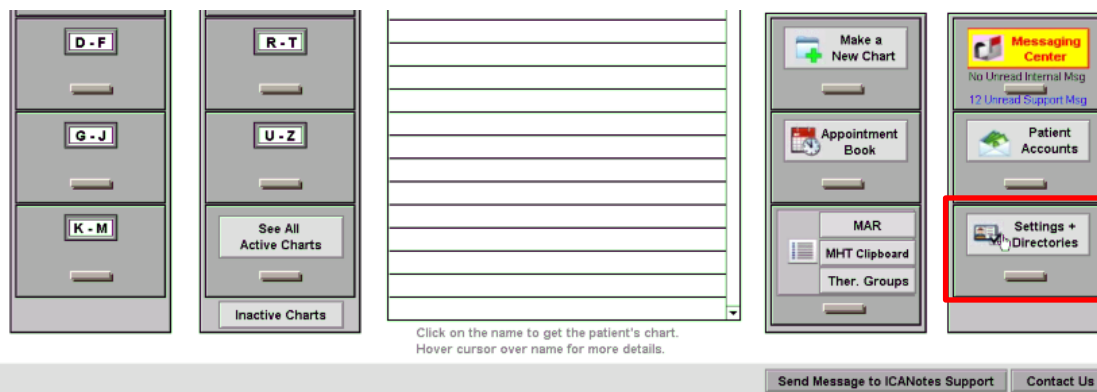 D - F
G - J
K - M
R - T
U - Z
See All
Active Charts
Inactive Charts
Click on the name to get the patient's chart.
Hover cursor over name for more details.
Make a
New Chart
Appointment
Book
MAR
MHT Clipboard
Ther. Groups
Messaging
Center
No Unread Internal Msg
12 Unread Support Msg
Patient
Accounts
Settings +
Directories
Send Message to ICANotes Support
Contact Us